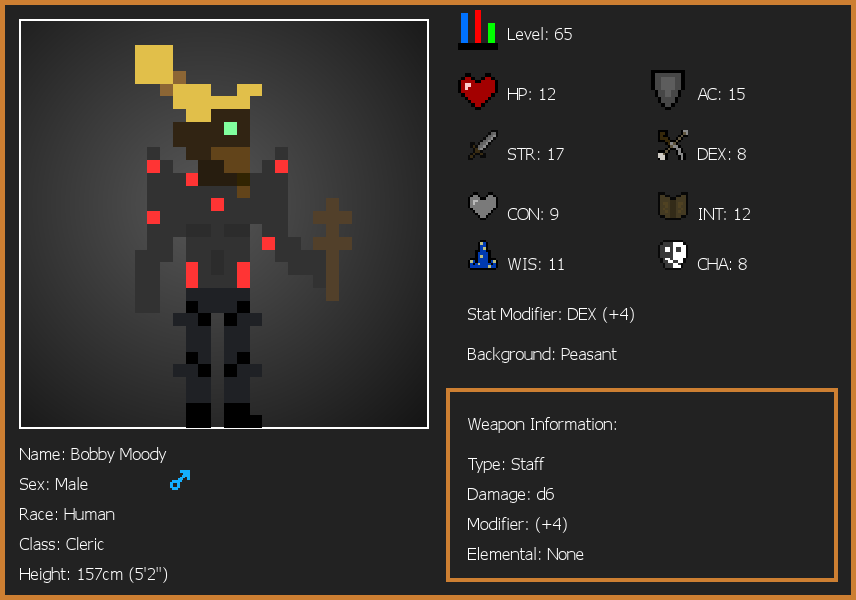 Level: 65
HP: 12
AC: 15
STR: 17
DEX: 8
CON: 9
INT: 12
WIS: 11
CHA: 8
Stat Modifier: DEX (+4)
Background: Peasant
Weapon Information:
Type: Staff
Damage: d6
Modifier: (+4)
Elemental: None
Name: Bobby Moody
Sex: Male
Race: Human
Class: Cleric
Height: 157cm (5'2")